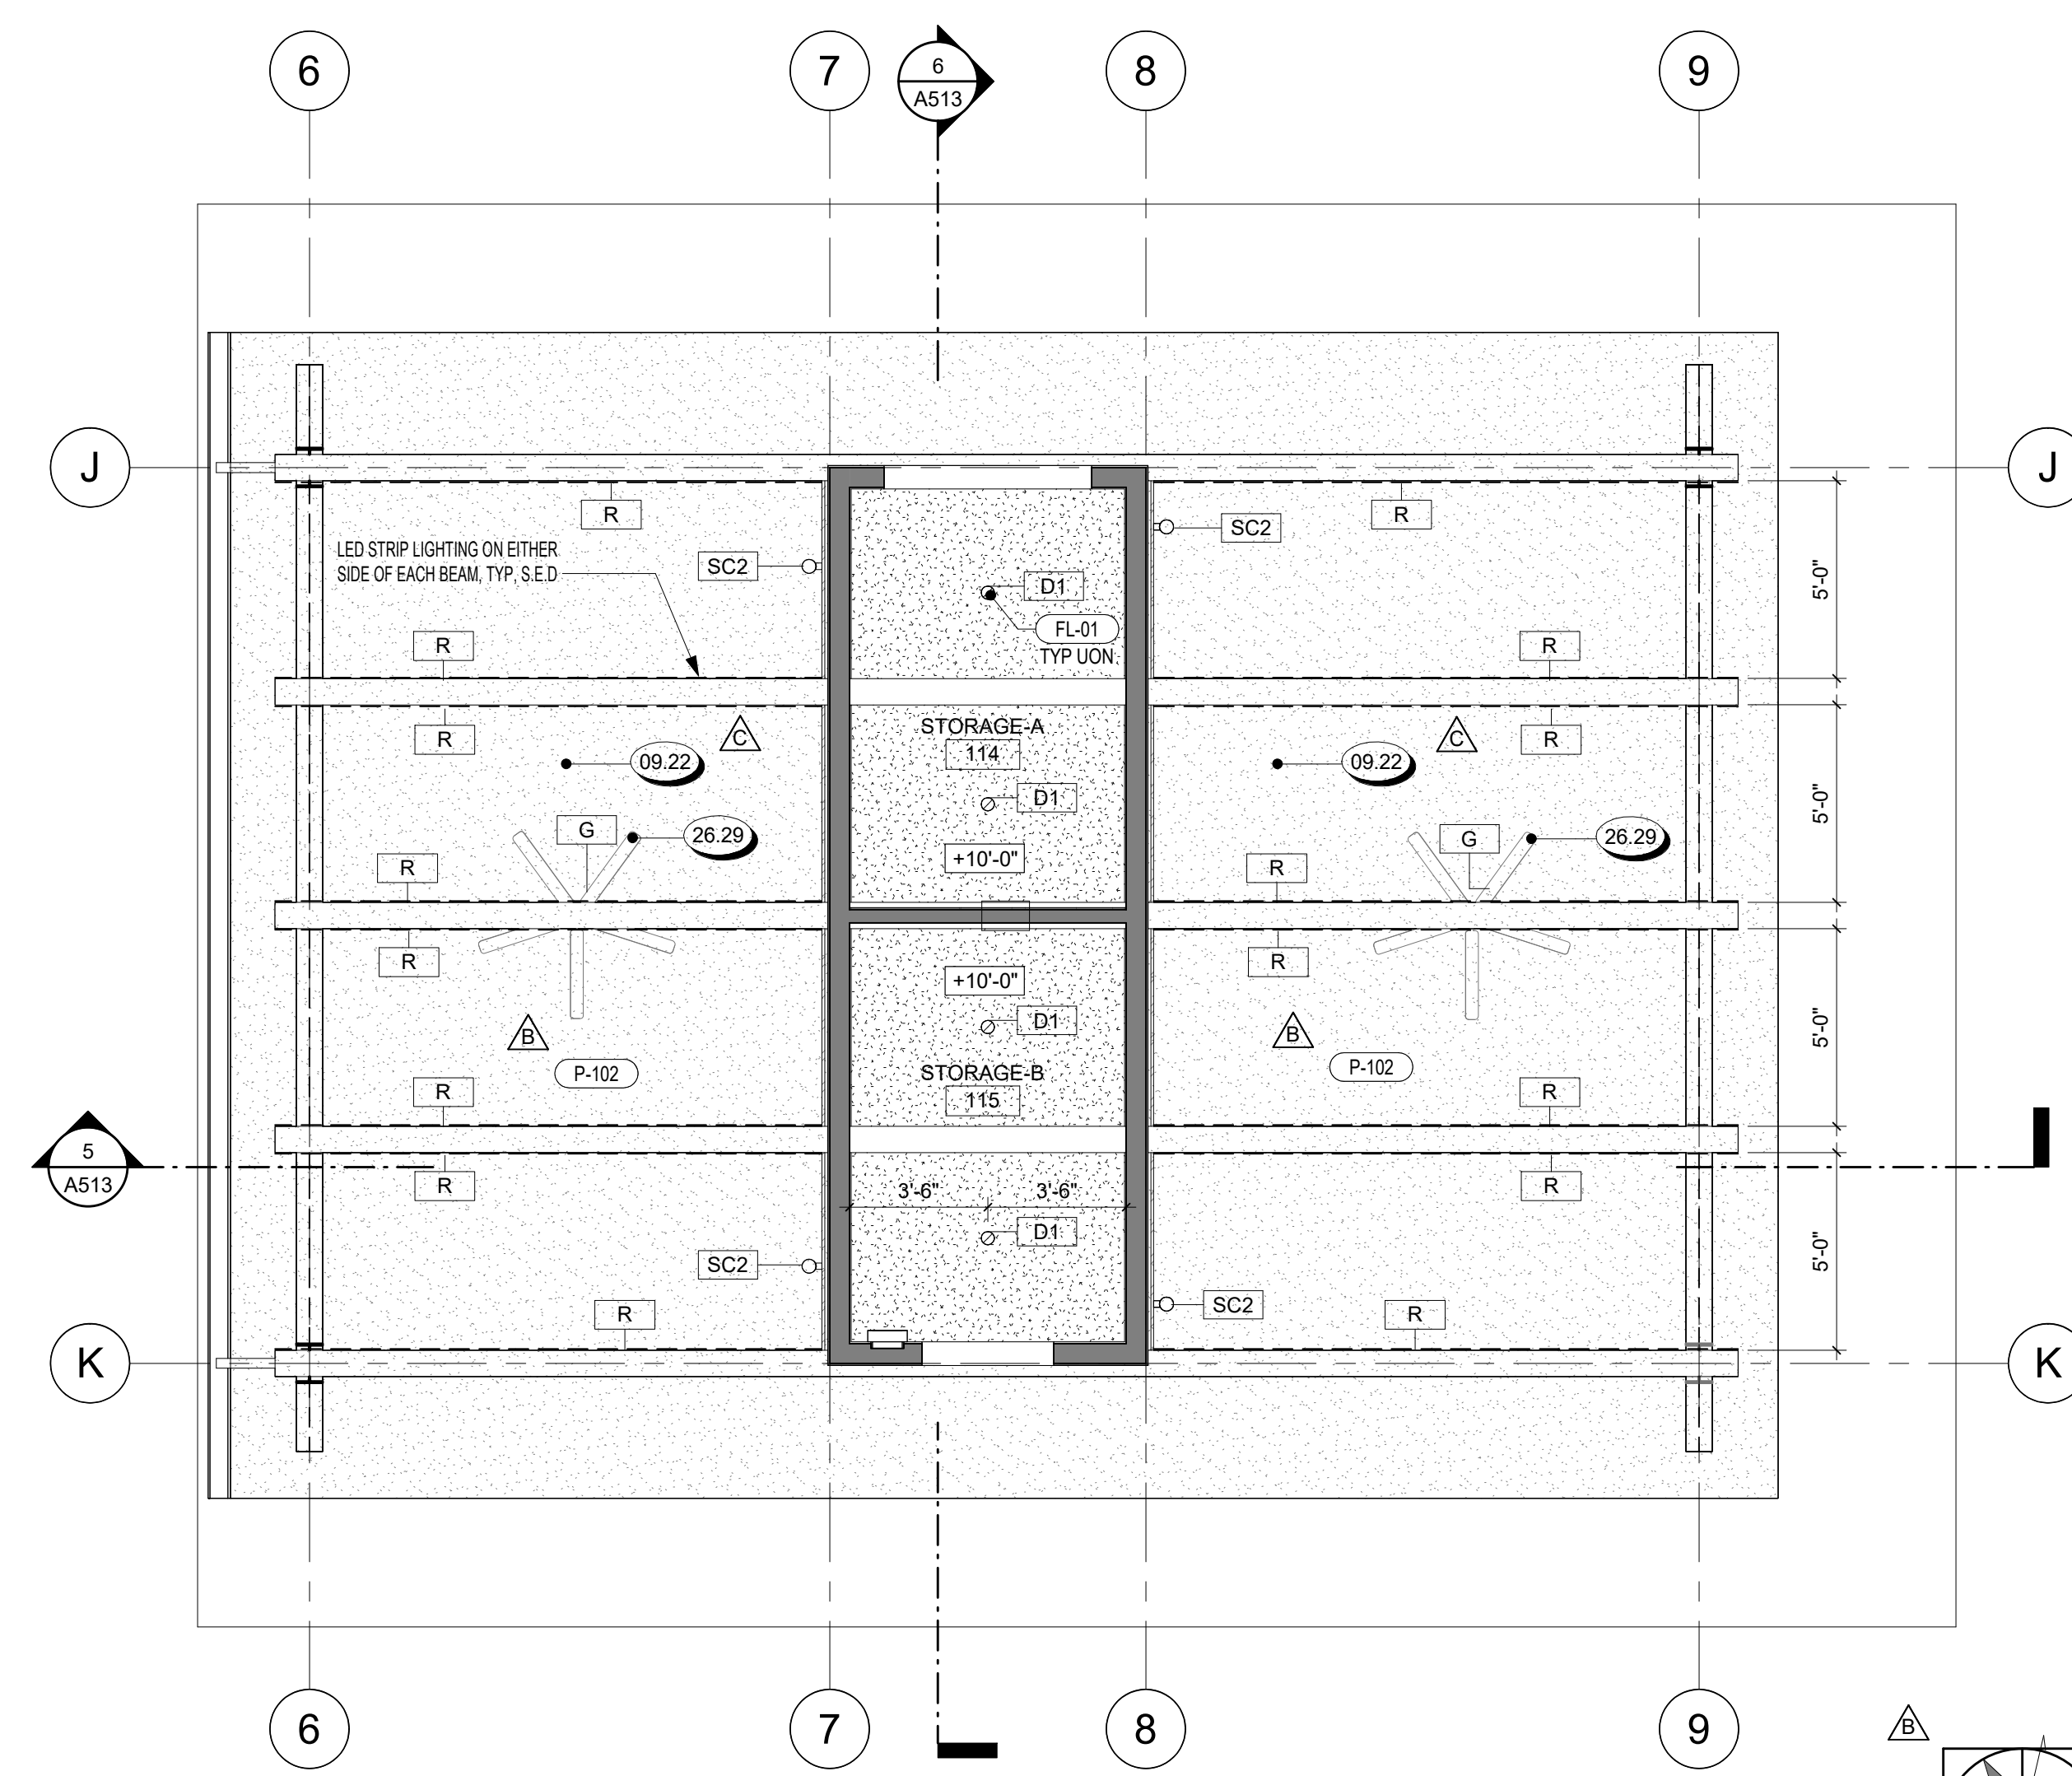 6
7
6
A513
8
9
J
J
R
R
SC2
SC2
LED STRIP LIGHTING ON EITHER
SIDE OF EACH BEAM, TYP, S.E.D
D1
FL-01
TYP UON
5'-0"
R
R
R
R
STORAGE-A
114
C
C
09.22
09.22
D1
G
26.29
G
26.29
+10'-0"
5'-0"
R
R
R
R
+10'-0"
D1
B
B
P-102
P-102
STORAGE-B
115
5'-0"
R
R
5
A513
R
R
3'-6"
3'-6"
D1
SC2
SC2
5'-0"
R
R
K
K
6
7
8
9
B